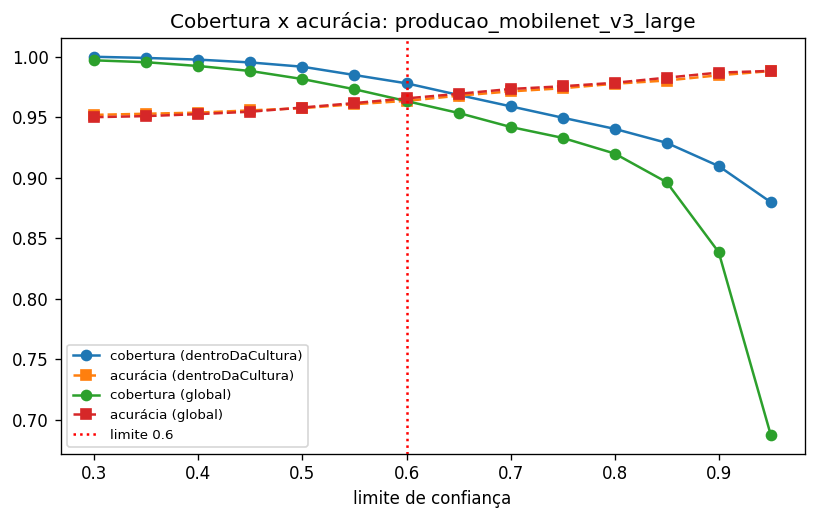 Cobertura x acurácia: producao_mobilenet_v3_large
1.00
0.95
0.90
0.85
0.80
0.75
0.70
cobertura (dentroDaCultura)
acurácia (dentroDaCultura)
cobertura (global)
acurácia (global)
limite 0.6
0.3 0.4 0.5 0.6 0.7 0.8 0.9
limite de confiança